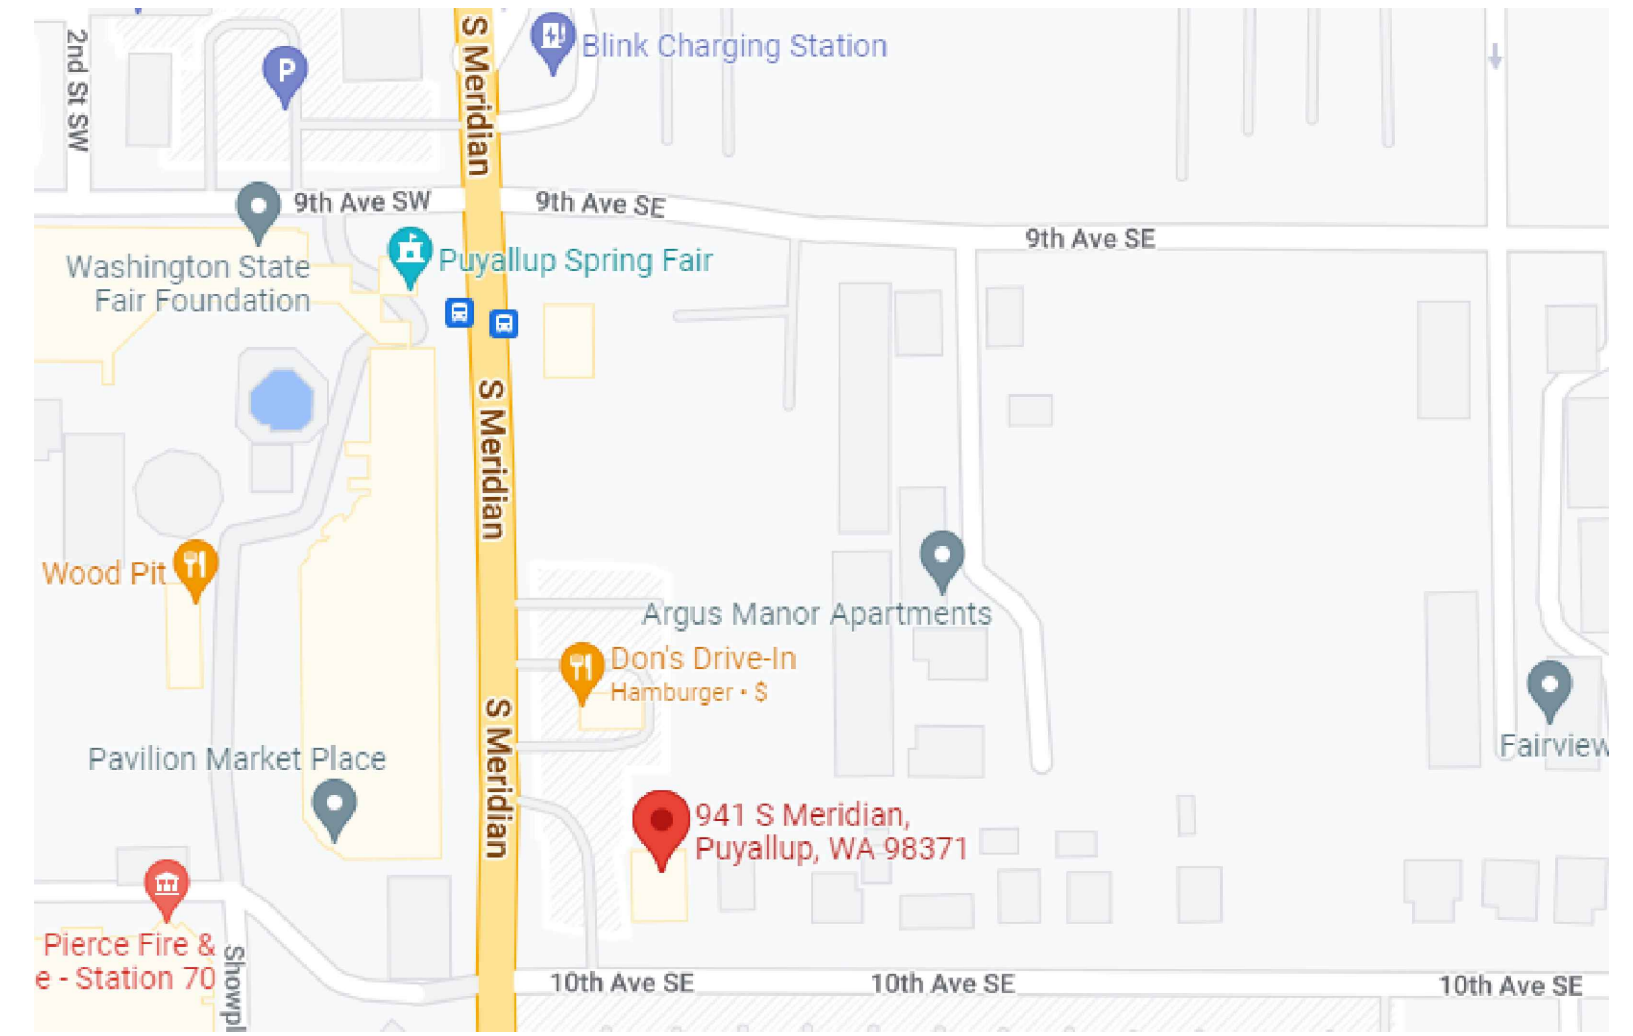 2nd St SW
P
S Meridian
Blink Charging Station
9th Ave SW
9th Ave SE
9th Ave SE
Washington State
Fair Foundation
Puyallup Spring Fair
S Meridian
Wood Pit
Argus Manor Apartments
Don's Drive-In
Hamburger • $
S Meridian
Pavilion Market Place
Fairview
941 S Meridian,
Puyallup, WA 98371
Pierce Fire &
e - Station 70
Showpl
10th Ave SE
10th Ave SE
10th Ave SE